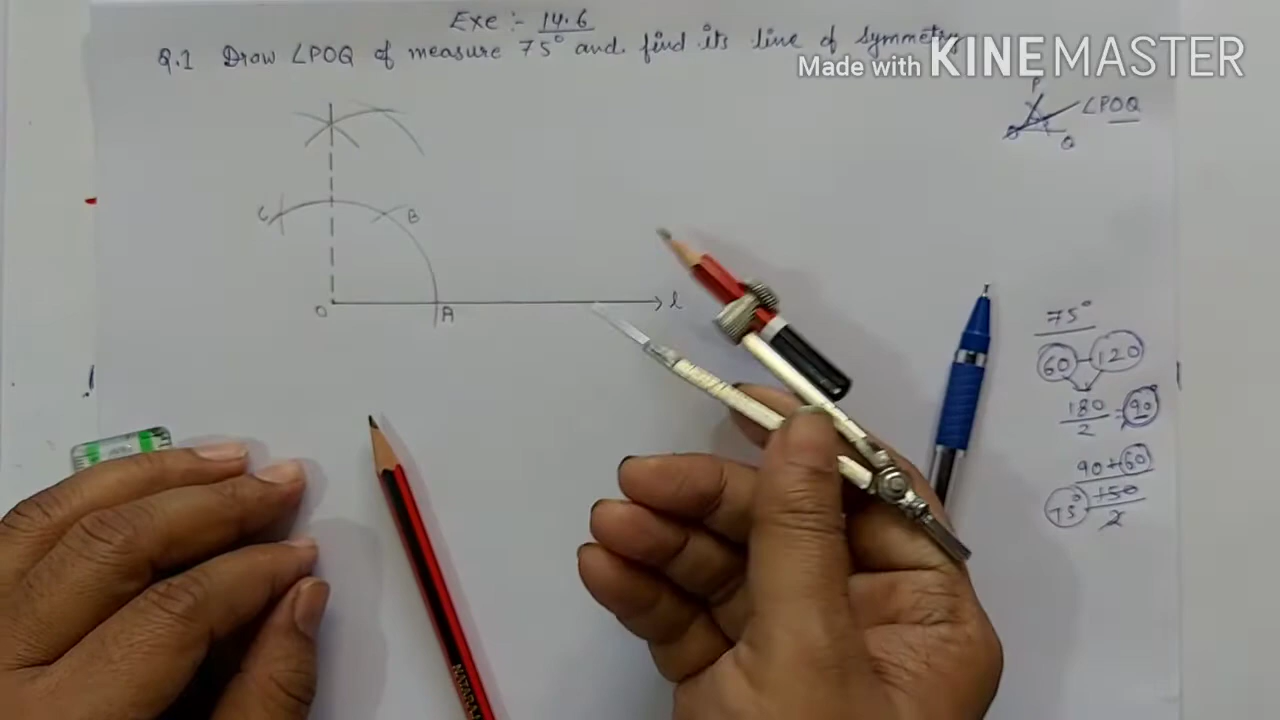 Exe :- 14.6
Q.1 Draw ∠POQ of measure 75° and find its line of symmetry
Made with KINEMASTER
P
∠POQ
O
Q
C
B
O
A
l
75°
60 - 120
180
2
= 90
90+60
75°
150
2
NATARAJ